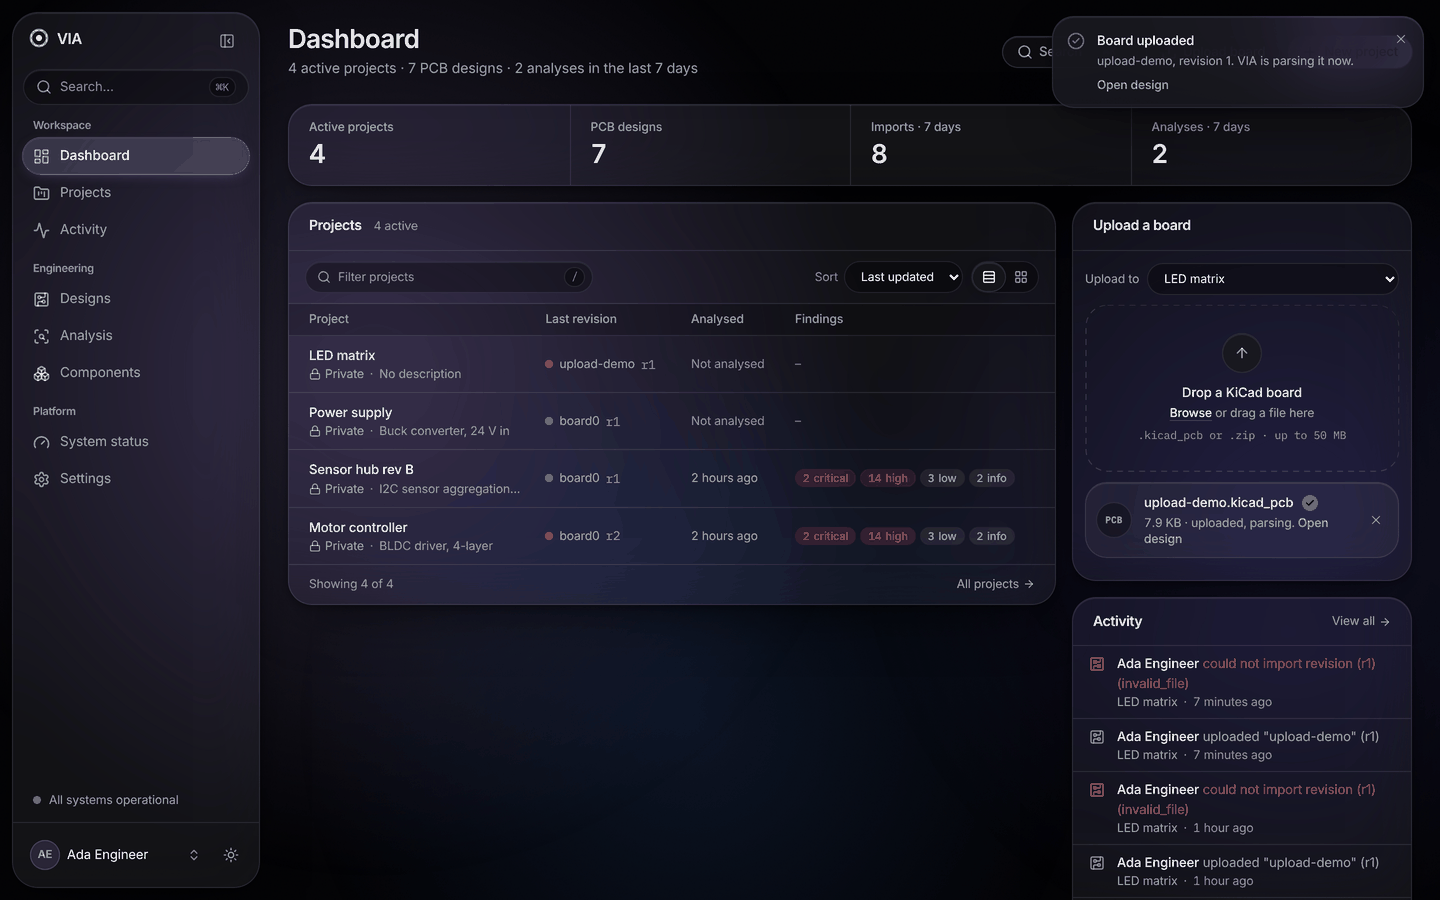 VIA
Search...
⌘K
Workspace
Dashboard
Projects
Activity
Engineering
Designs
Analysis
Components
Platform
System status
Settings
All systems operational
AE
Ada Engineer
Dashboard
4 active projects · 7 PCB designs · 2 analyses in the last 7 days
Board uploaded
upload-demo, revision 1. VIA is parsing it now.
Open design
Active projects
4
PCB designs
7
Imports · 7 days
8
Analyses · 7 days
2
Projects 4 active
Filter projects
/
Sort
Last updated
Project Last revision Analysed Findings
LED matrix
Private · No description
upload-demo r1
Not analysed
–
Power supply
Private · Buck converter, 24 V in
board0 r1
Not analysed
–
Sensor hub rev B
Private · I2C sensor aggregation...
board0 r1
2 hours ago
2 critical 14 high 3 low 2 info
Motor controller
Private · BLDC driver, 4-layer
board0 r2
2 hours ago
2 critical 14 high 3 low 2 info
Showing 4 of 4
All projects →
Upload a board
Upload to
LED matrix
Drop a KiCad board
Browse or drag a file here
.kicad_pcb or .zip · up to 50 MB
PCB
upload-demo.kicad_pcb
7.9 KB · uploaded, parsing. Open
design
Activity
View all →
Ada Engineer could not import revision (r1)
(invalid_file)
LED matrix · 7 minutes ago
Ada Engineer uploaded "upload-demo" (r1)
LED matrix · 7 minutes ago
Ada Engineer could not import revision (r1)
(invalid_file)
LED matrix · 1 hour ago
Ada Engineer uploaded "upload-demo" (r1)
LED matrix · 1 hour ago